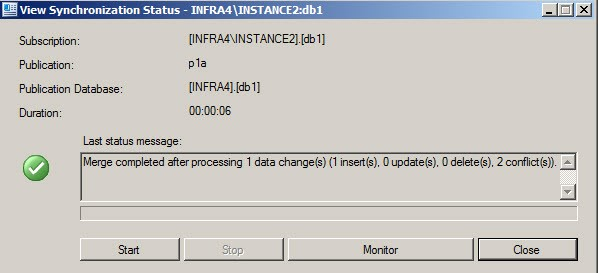 View Synchronization Status - INFRA4\INSTANCE2:db1
Subscription: [INFRA4\INSTANCE2].[db1]
Publication: p1a
Publication Database: [INFRA4].[db1]
Duration: 00:00:06
Last status message:
Merge completed after processing 1 data change(s) (1 insert(s), 0 update(s), 0 delete(s), 2 conflict(s)).
Start Stop Monitor Close